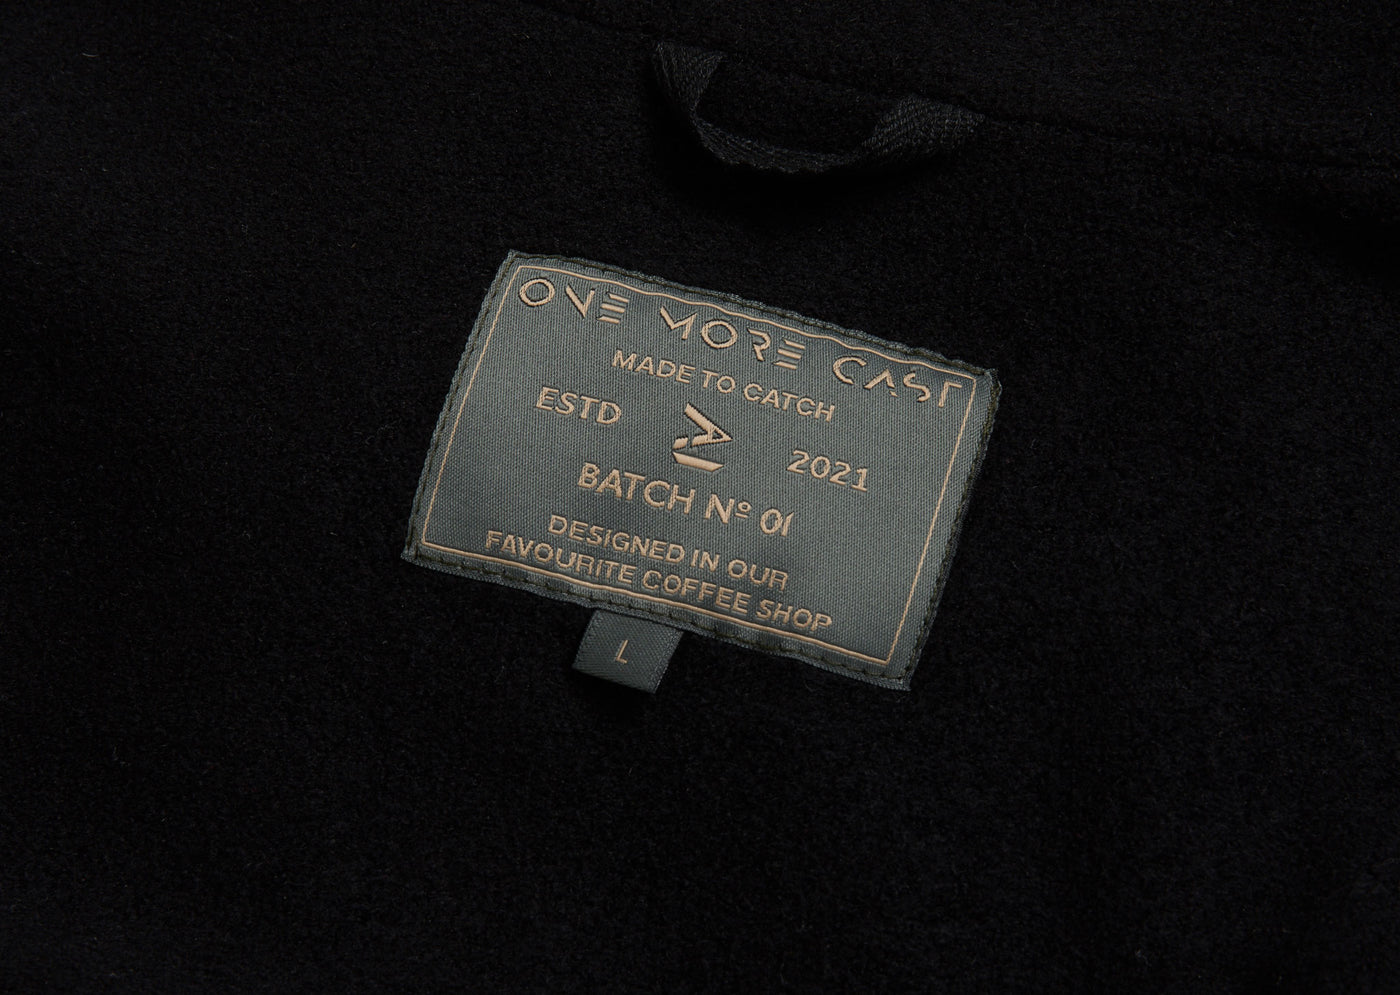 ONE MORE CAST
MADE TO CATCH
ESTD 2021
BATCH Nº 01
DESIGNED IN OUR
FAVOURITE COFFEE SHOP
L